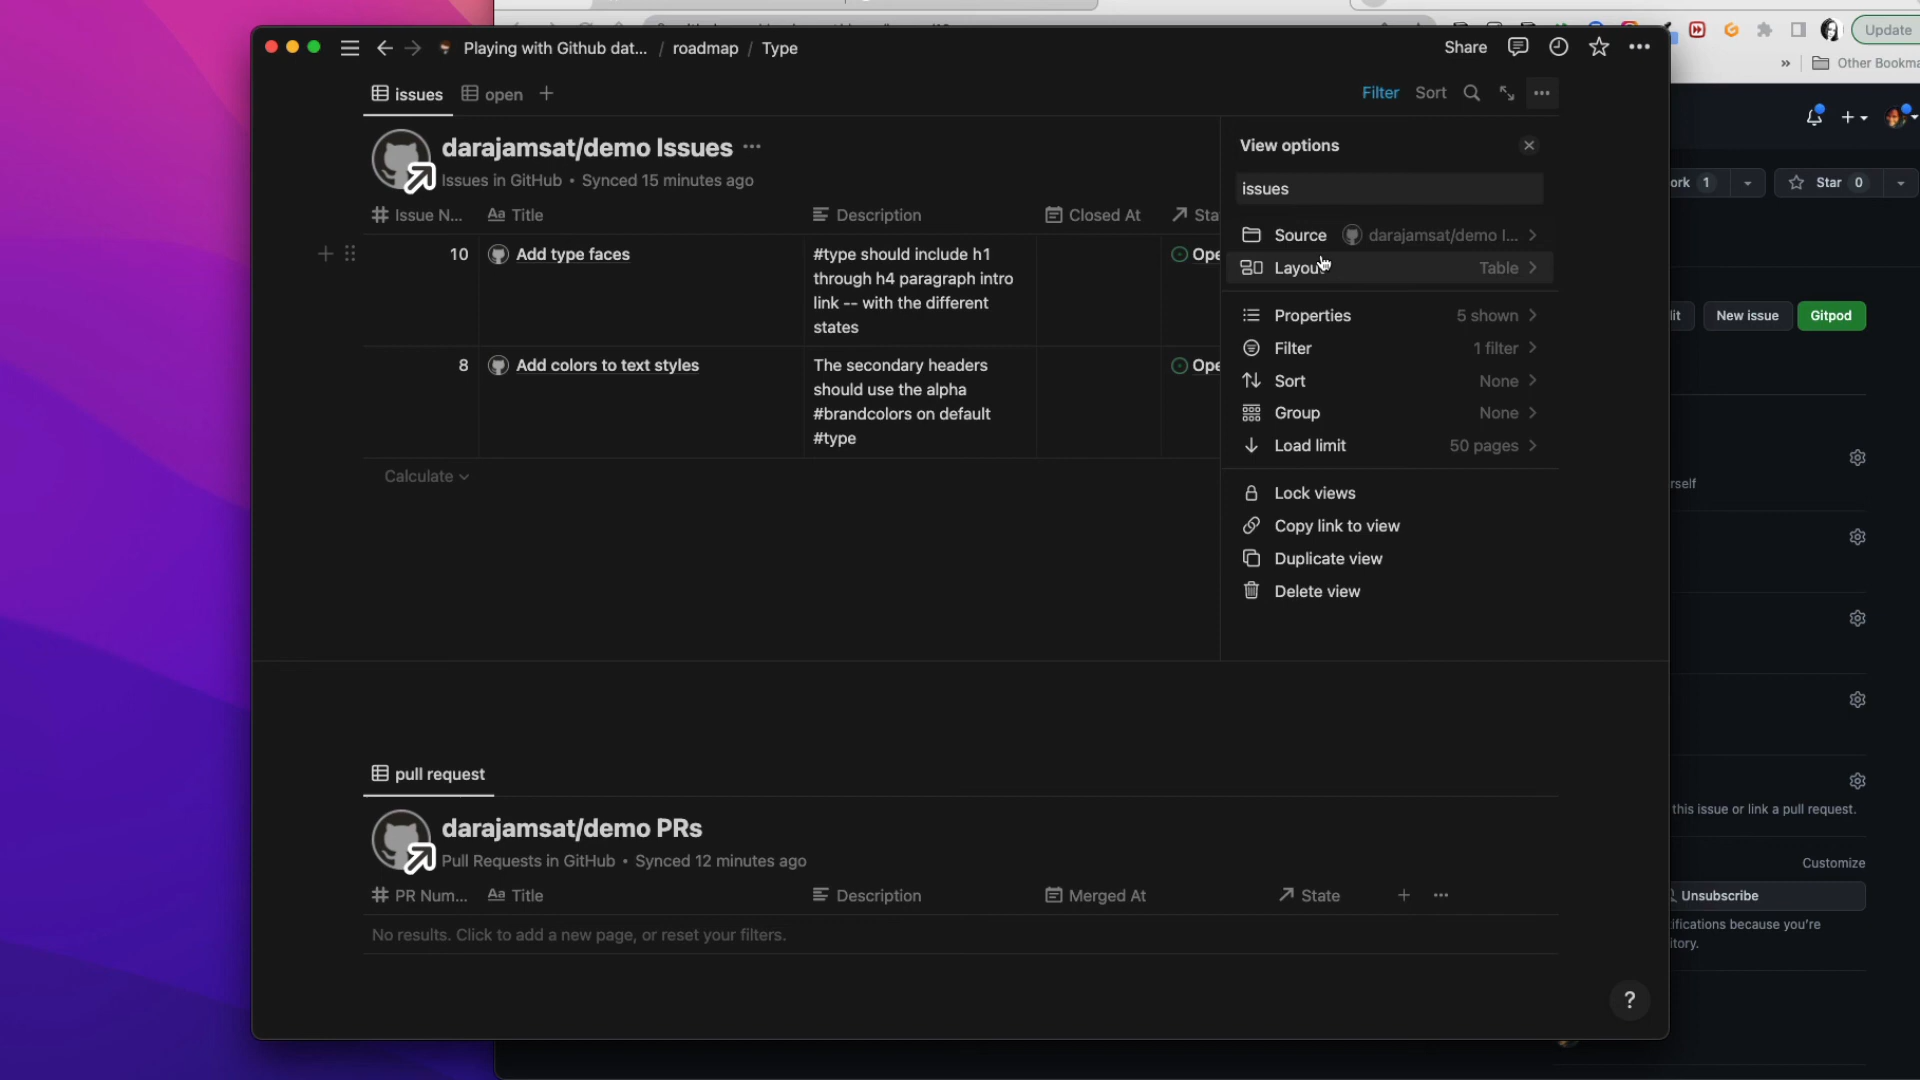 Update
Other Bookma
Playing with Github dat... / roadmap / Type
Share
issues
open
Filter
Sort
darajamsat/demo Issues
Issues in GitHub • Synced 15 minutes ago
Issue N...
Title
Description
Closed At
Sta
10
Add type faces
#type should include h1
through h4 paragraph intro
link -- with the different
states
Ope
8
Add colors to text styles
The secondary headers
should use the alpha
#brandcolors on default
#type
Ope
Calculate
View options
issues
Source
darajamsat/demo I...
Layout
Table
Properties
5 shown
Filter
1 filter
Sort
None
Group
None
Load limit
50 pages
Lock views
Copy link to view
Duplicate view
Delete view
pull request
darajamsat/demo PRs
Pull Requests in GitHub • Synced 12 minutes ago
PR Num...
Title
Description
Merged At
State
No results. Click to add a new page, or reset your filters.
?
ork 1
Star 0
lit
New issue
Gitpod
rself
this issue or link a pull request.
Customize
Unsubscribe
ifications because you're
itory.